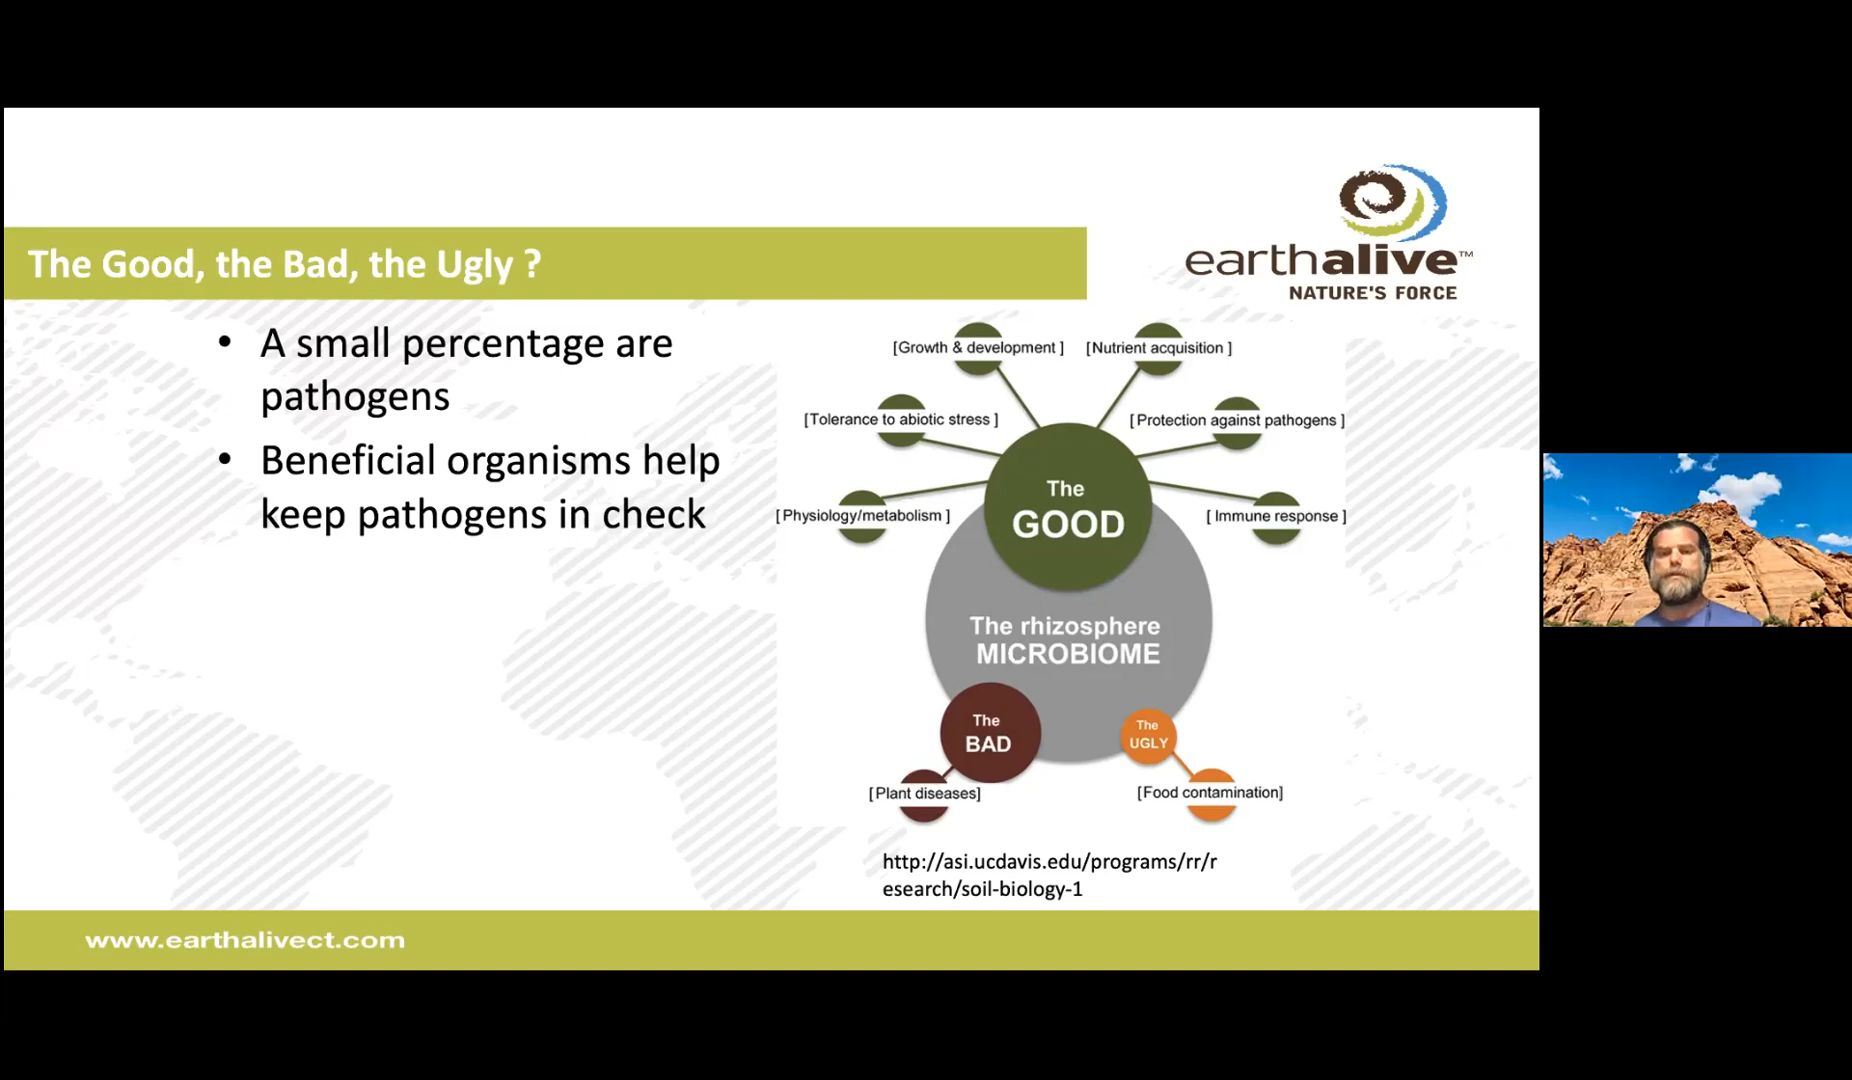 earthalive™
NATURE'S FORCE
The Good, the Bad, the Ugly ?
• A small percentage are
pathogens
• Beneficial organisms help
keep pathogens in check
[Growth & development ]
[Nutrient acquisition ]
[Tolerance to abiotic stress ]
[Protection against pathogens ]
[Physiology/metabolism ]
[ Immune response ]
The
GOOD
The rhizosphere
MICROBIOME
The
BAD
The
UGLY
[Plant diseases]
[Food contamination]
http://asi.ucdavis.edu/programs/rr/r
esearch/soil-biology-1
www.earthalivect.com